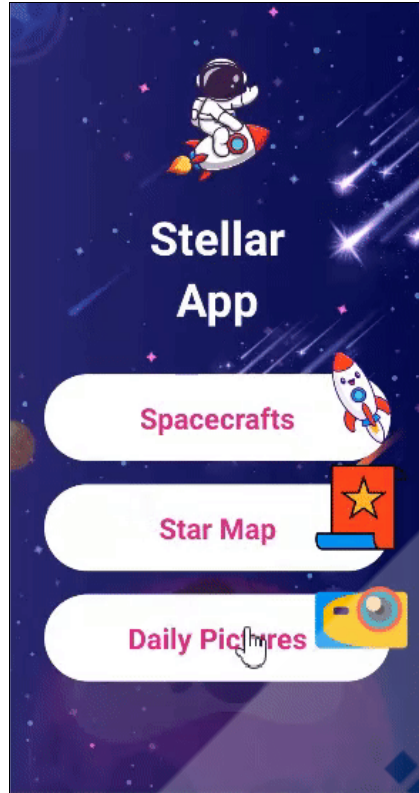 Stellar
App
Spacecrafts
Star Map
Daily Pictures